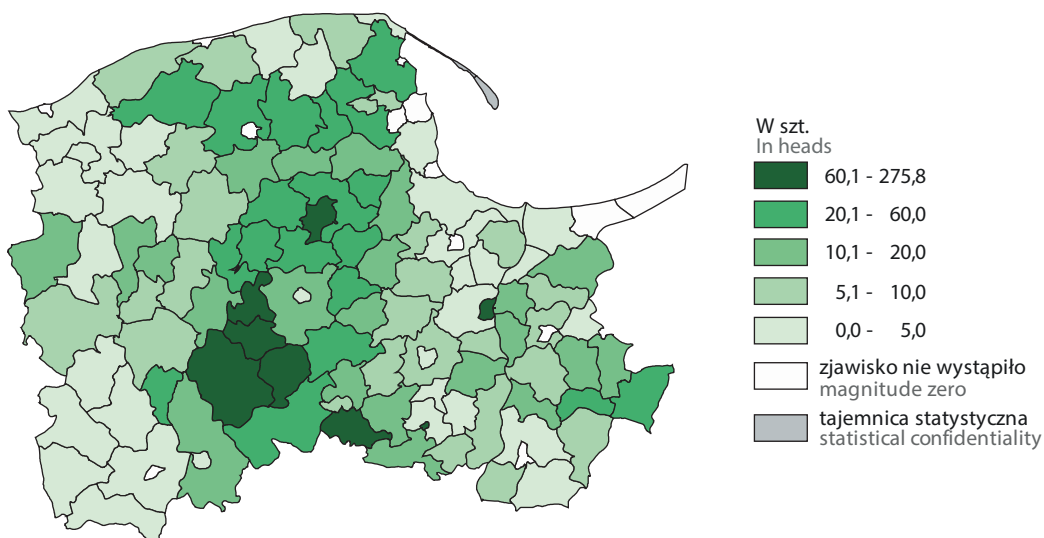 W szt.
In heads
60,1 - 275,8
20,1 - 60,0
10,1 - 20,0
5,1 - 10,0
0,0 - 5,0
zjawisko nie wystąpiło
magnitude zero
tajemnica statystyczna
statistical confidentiality